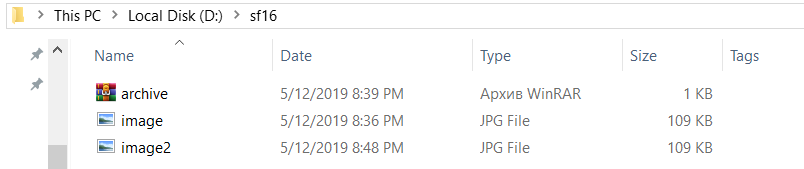 This PC > Local Disk (D:) > sf16
Name Date Type Size Tags
archive 5/12/2019 8:39 PM Архив WinRAR 1 KB
image 5/12/2019 8:36 PM JPG File 109 KB
image2 5/12/2019 8:48 PM JPG File 109 KB